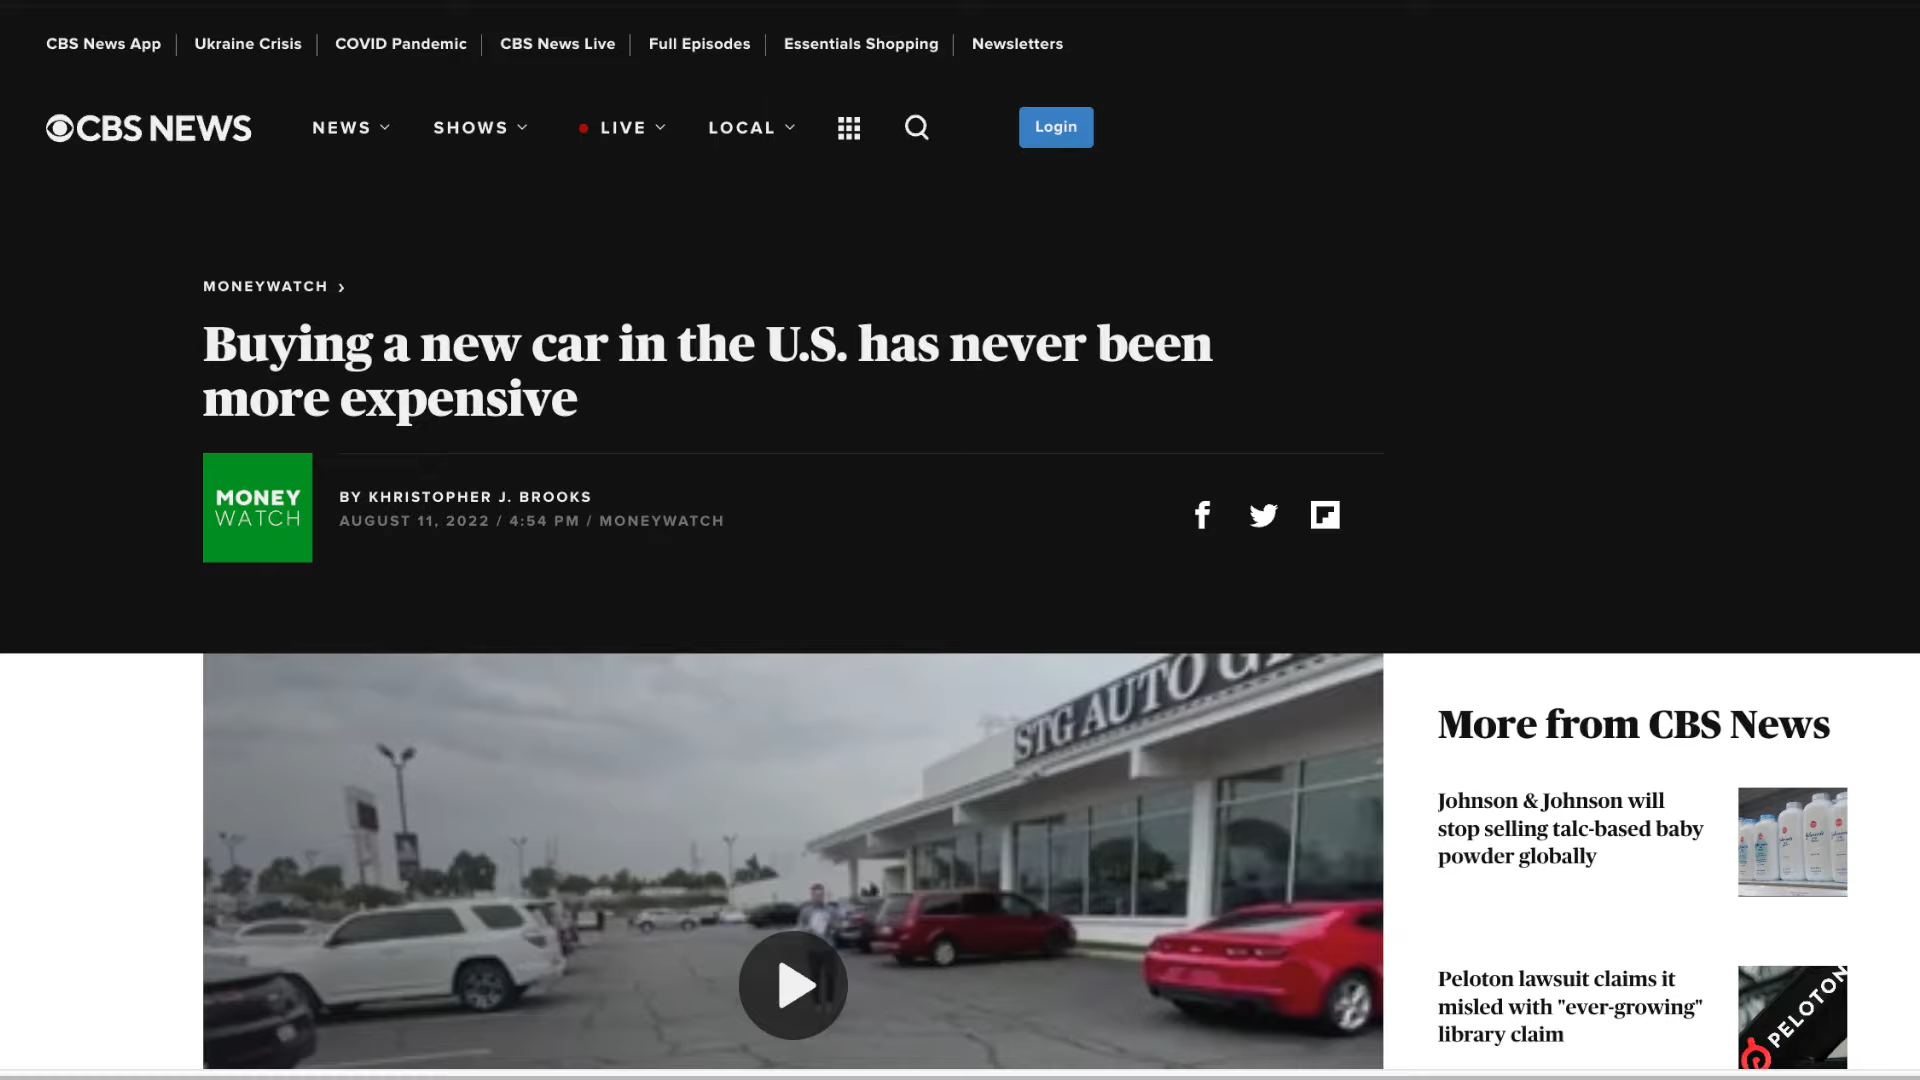 CBS News App
Ukraine Crisis
COVID Pandemic
CBS News Live
Full Episodes
Essentials Shopping
Newsletters
CBS NEWS
NEWS
SHOWS
LIVE
LOCAL
Login
MONEYWATCH ›
Buying a new car in the U.S. has never been
more expensive
MONEY
WATCH
BY KHRISTOPHER J. BROOKS
AUGUST 11, 2022 / 4:54 PM / MONEYWATCH
STG AUTO
More from CBS News
Johnson & Johnson will
stop selling talc-based baby
powder globally
Peloton lawsuit claims it
misled with "ever-growing"
library claim
PELOTON